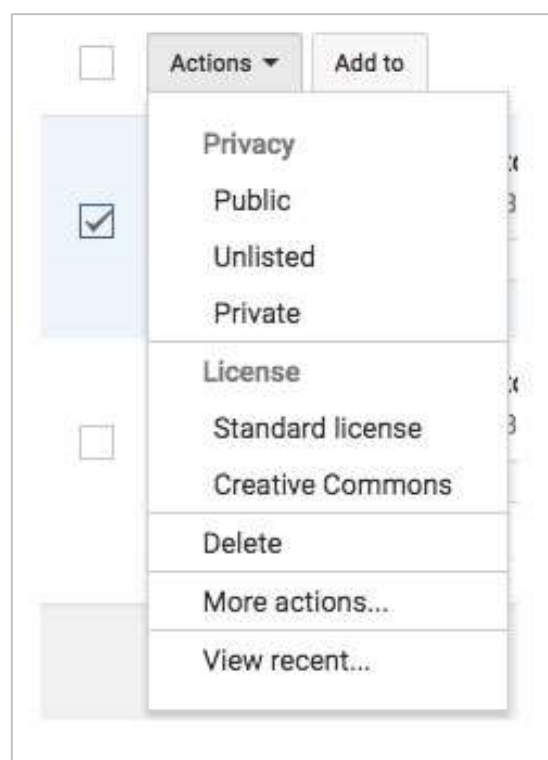 Actions Add to
Privacy
Public
Unlisted
Private
License
Standard license
Creative Commons
Delete
More actions...
View recent...